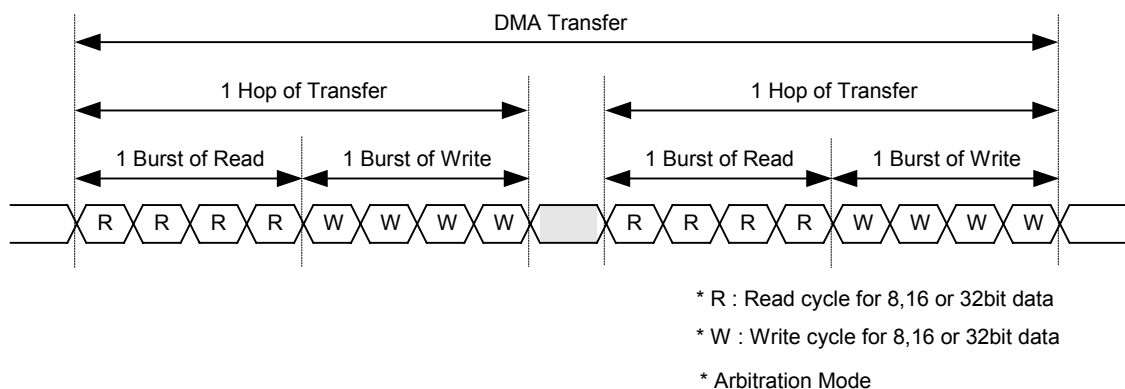 DMA Transfer
1 Hop of Transfer 1 Hop of Transfer
1 Burst of Read 1 Burst of Write 1 Burst of Read 1 Burst of Write
R R R R W W W W R R R R W W W W
* R : Read cycle for 8,16 or 32bit data
* W : Write cycle for 8,16 or 32bit data
* Arbitration Mode